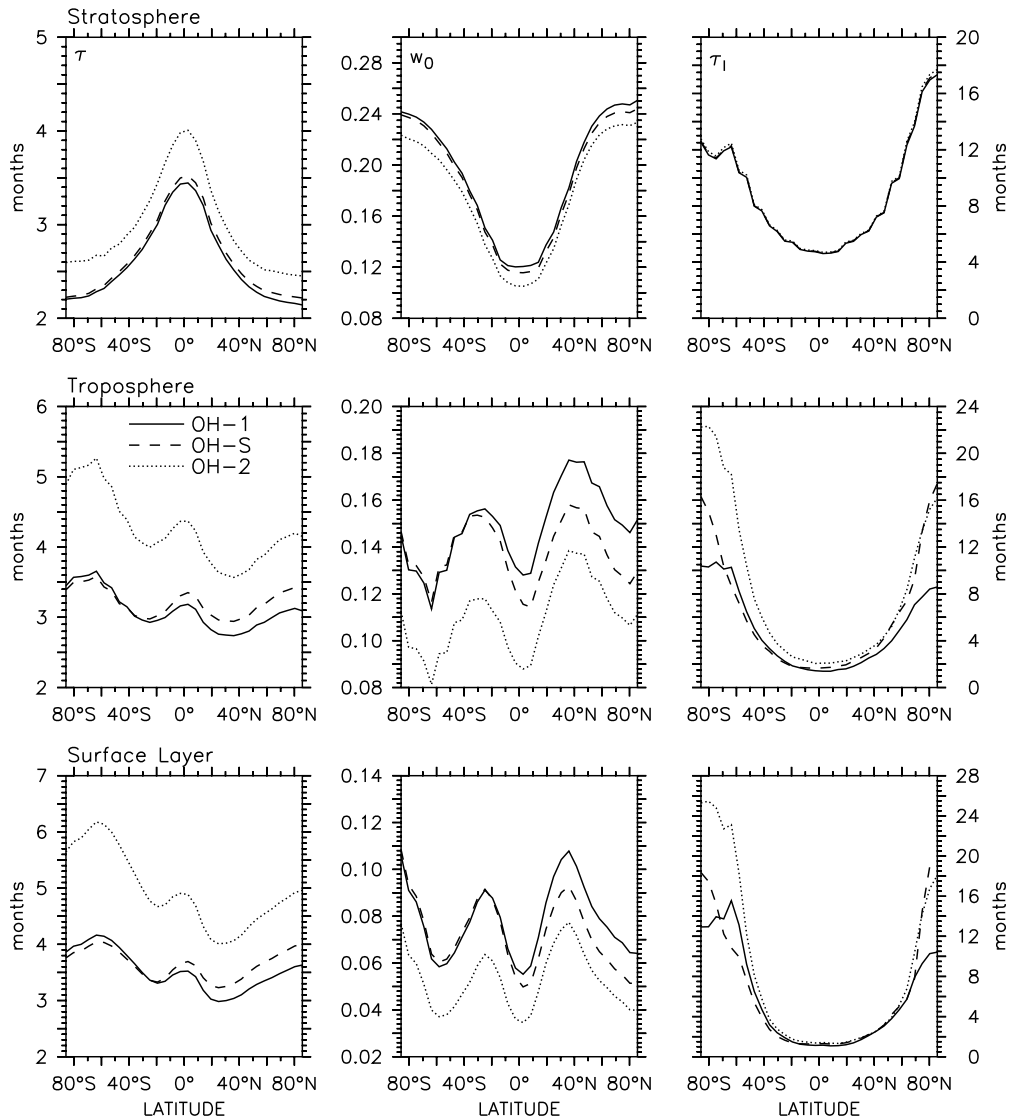 Stratosphere
τ
w0
τl
5
4
3
2
months
0.28
0.24
0.20
0.16
0.12
0.08
20
16
12
8
4
0
months
80°S 40°S 0° 40°N 80°N
80°S 40°S 0° 40°N 80°N
80°S 40°S 0° 40°N 80°N
Troposphere
OH-1
OH-S
OH-2
6
5
4
3
2
months
0.20
0.18
0.16
0.14
0.12
0.10
0.08
24
20
16
12
8
4
0
months
80°S 40°S 0° 40°N 80°N
80°S 40°S 0° 40°N 80°N
80°S 40°S 0° 40°N 80°N
Surface Layer
7
6
5
4
3
2
months
0.14
0.12
0.10
0.08
0.06
0.04
0.02
28
24
20
16
12
8
4
0
months
80°S 40°S 0° 40°N 80°N
80°S 40°S 0° 40°N 80°N
80°S 40°S 0° 40°N 80°N
LATITUDE
LATITUDE
LATITUDE